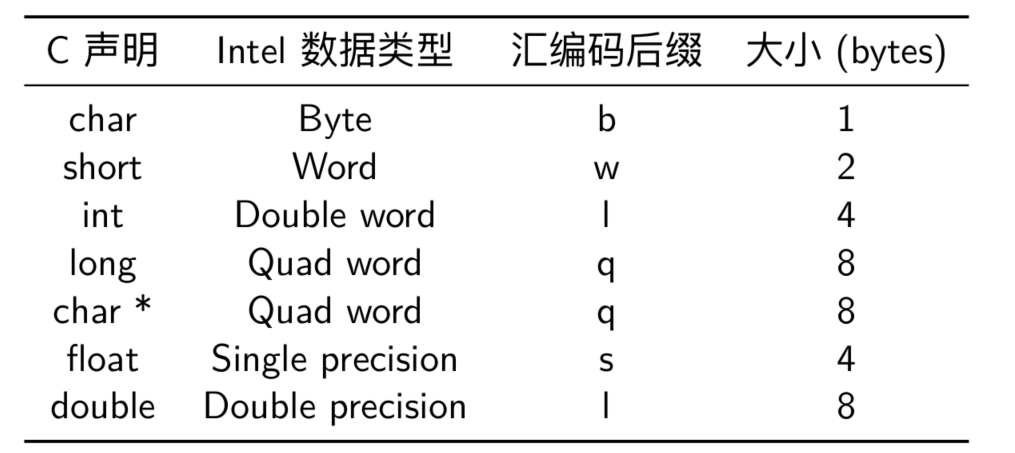 C 声明 Intel 数据类型 汇编码后缀 大小 (bytes)
char Byte b 1
short Word w 2
int Double word l 4
long Quad word q 8
char * Quad word q 8
float Single precision s 4
double Double precision l 8